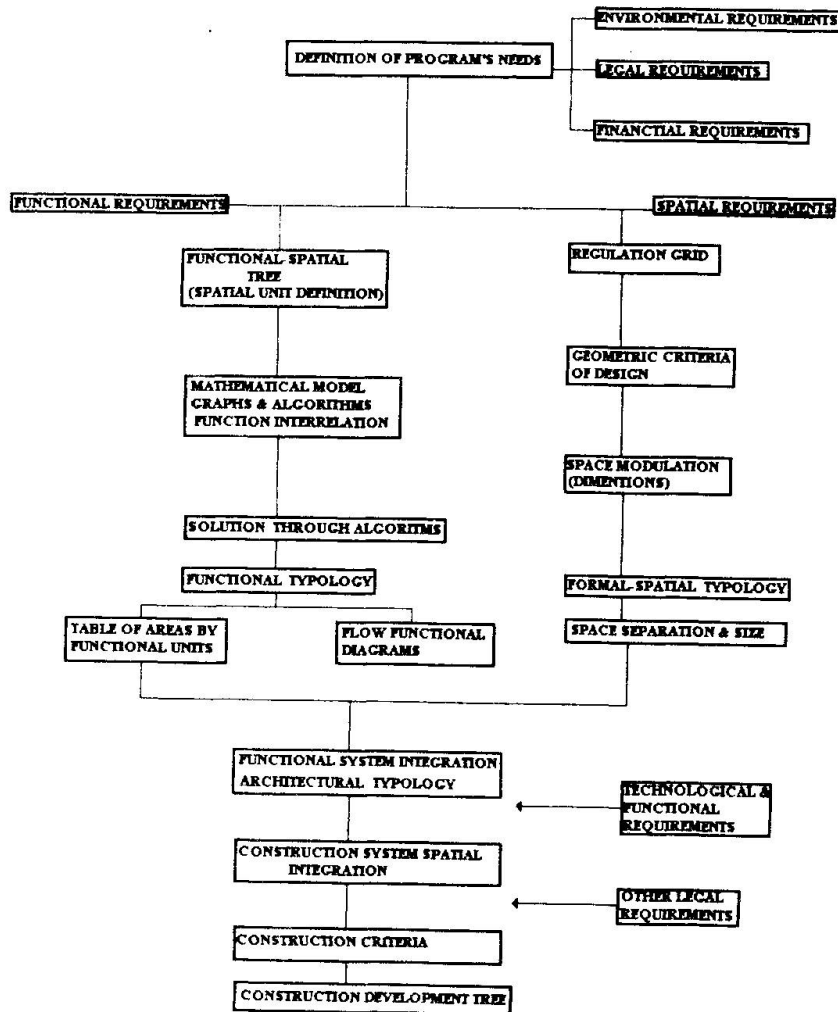 ENVIRONMENTAL REQUIREMENTS
DEFINITION OF PROGRAM'S NEEDS
LEGAL REQUIREMENTS
FINANCTIAL REQUIREMENTS
FUNCTIONAL REQUIREMENTS
SPATIAL REQUIREMENTS
FUNCTIONAL-SPATIAL
TREE
(SPATIAL UNIT DEFINITION)
REGULATION GRID
GEOMETRIC CRITERIA
OF DESIGN
MATHEMATICAL MODEL
GRAPHS & ALGORITHMS
FUNCTION INTERRELATION
SPACE MODULATION
(DIMENTIONS)
SOLUTION THROUGH ALGORITMS
FUNCTIONAL TYPOLOGY
FORMAL-SPATIAL TYPOLOGY
TABLE OF AREAS BY
FUNCTIONAL UNITS
FLOW FUNCTIONAL
DIAGRAMS
SPACE SEPARATION & SIZE
FUNCTIONAL SYSTEM INTEGRATION
ARCHITECTURAL TYPOLOGY
TECHNOLOGICAL &
FUNCTIONAL
REQUIREMENTS
CONSTRUCTION SYSTEM SPATIAL
INTEGRATION
OTHER LEGAL
REQUIREMENTS
CONSTRUCTION CRITERIA
CONSTRUCTION DEVELOPMENT TREE